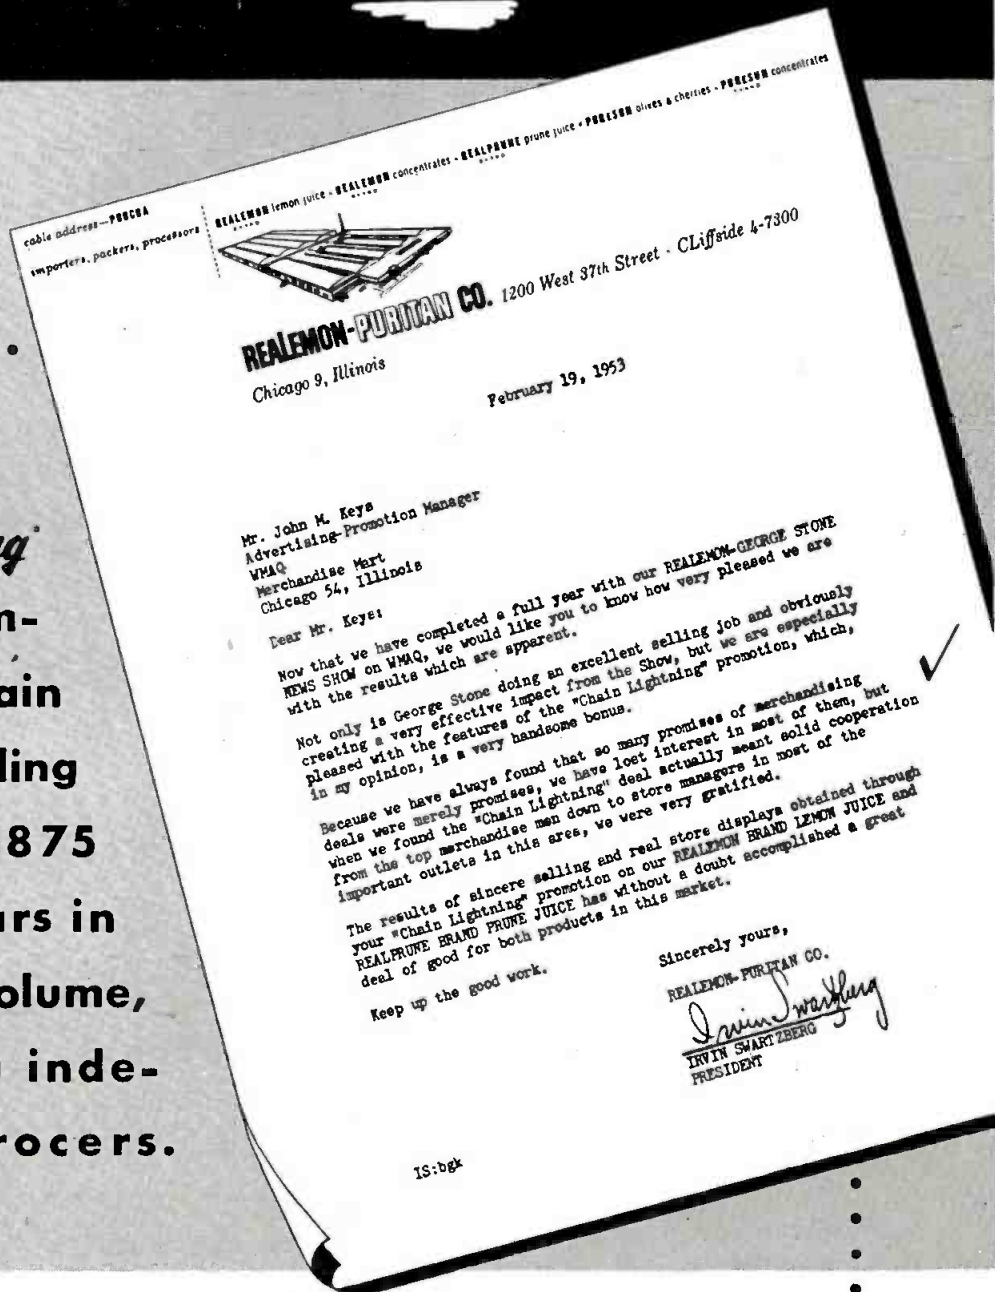 cable address—PURCOA
importers, packers, processors
REALEMON lemon juice - REALEMON concentrates - REALPRUNE prune juice - PURESUN olives & cherries - PURESUN concentrates
REALEMON-PURITAN CO. 1200 West 37th Street - CLiffside 4-7300
Chicago 9, Illinois
February 19, 1953
Mr. John M. Keys
Advertising-Promotion Manager
WMAQ
Merchandise Mart
Chicago 54, Illinois
Dear Mr. Keys:
Now that we have completed a full year with our REALEMON-GEORGE STONE
NEWS SHOW on WMAQ, we would like you to know how very pleased we are
with the results which are apparent.
Not only is George Stone doing an excellent selling job and obviously
creating a very effective impact from the Show, but we are especially
pleased with the features of the "Chain Lightning" promotion, which,
in my opinion, is a very handsome bonus.
Because we have always found that so many promises of merchandising
deals were merely promises, we have lost interest in most of them, but
when we found the "Chain Lightning" deal actually meant solid cooperation
from the top merchandise men down to store managers in most of the
important outlets in this area, we were very gratified.
The results of sincere selling and real store displays obtained through
your "Chain Lightning" promotion on our REALEMON BRAND LEMON JUICE and
REALPRUNE BRAND PRUNE JUICE has without a doubt accomplished a great
deal of good for both products in this market.
Keep up the good work.
Sincerely yours,
REALEMON-PURITAN CO.
Irvin Swartzberg
IRVIN SWARTZBERG
PRESIDENT
IS:bgk
g"
n-
ain
ling
875
rs in
olume,
inde-
rocers.